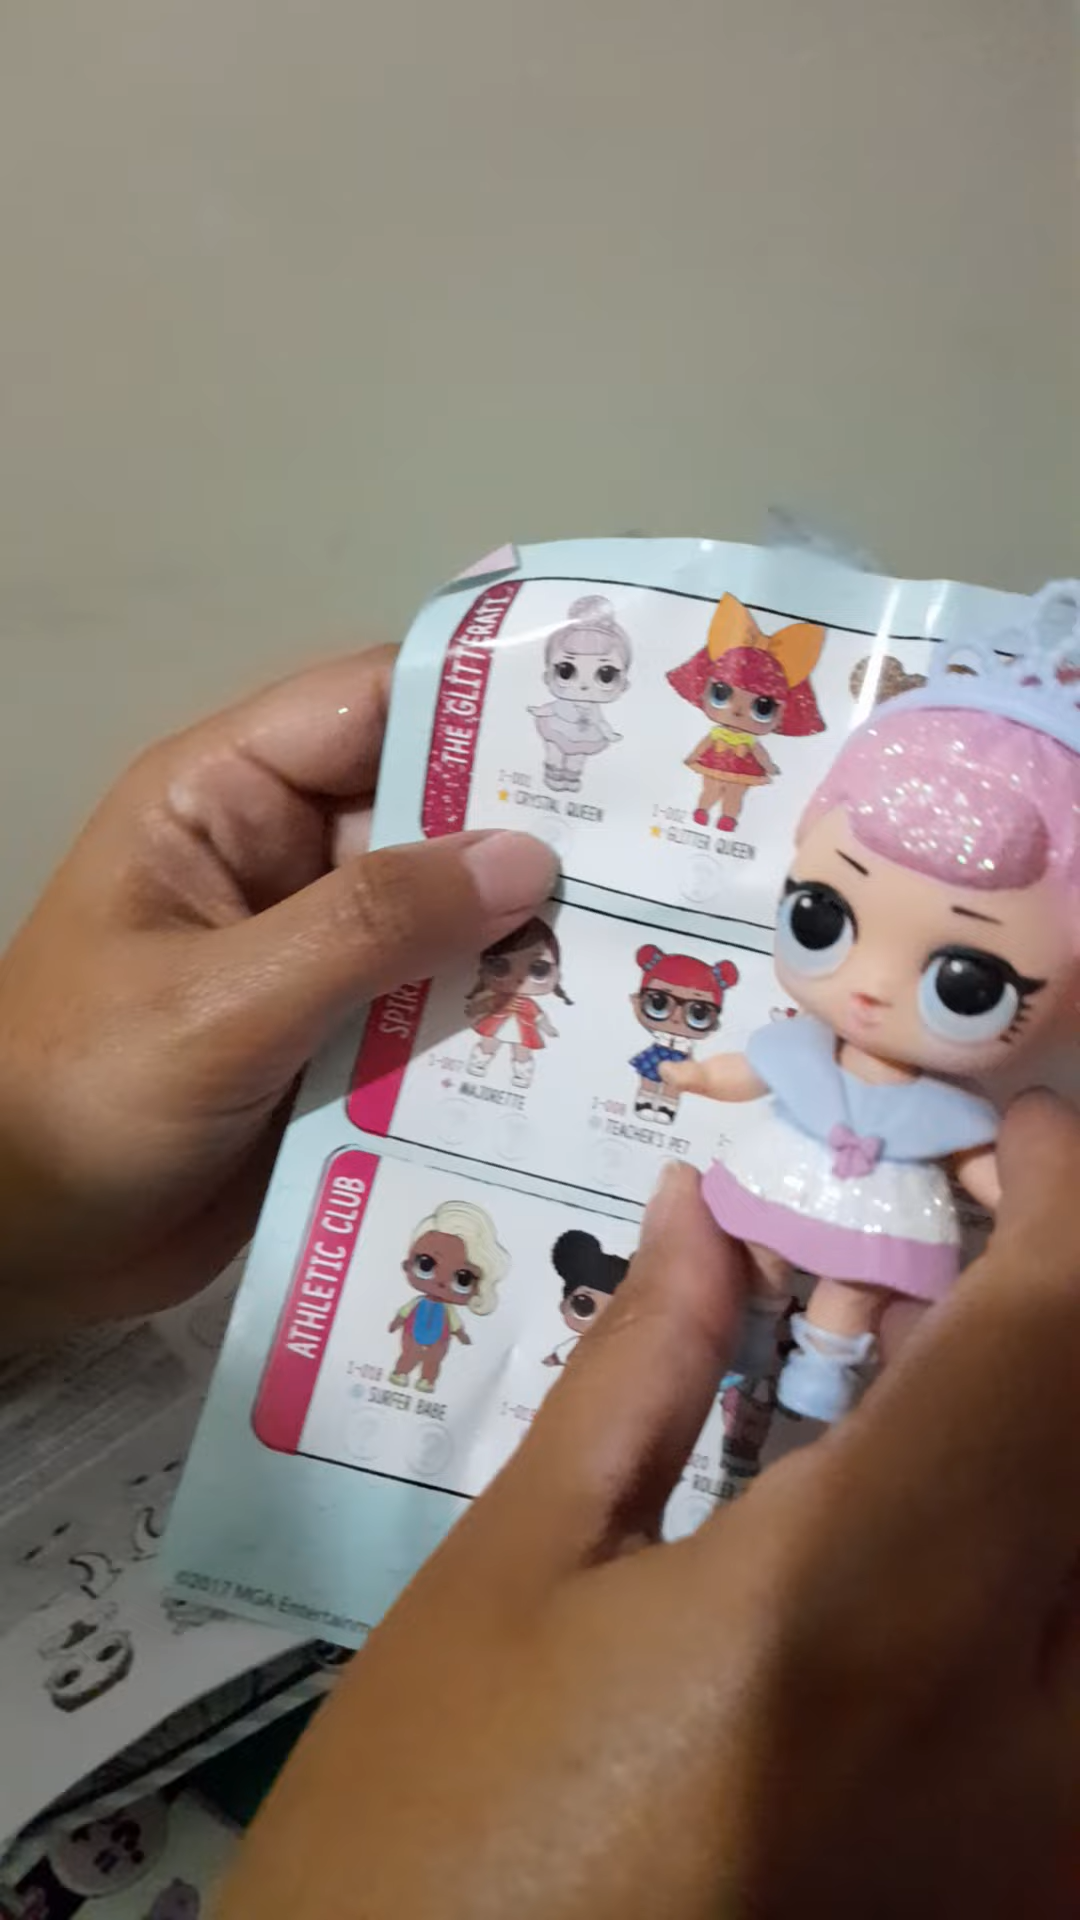 THE GLITTERATI
1-001
CRYSTAL QUEEN
1-002
GLITTER QUEEN
1-007
MAJORETTE
1-008
TEACHER'S PET
ATHLETIC CLUB
1-018
SURFER BABE
ROLLER
©2017 MGA